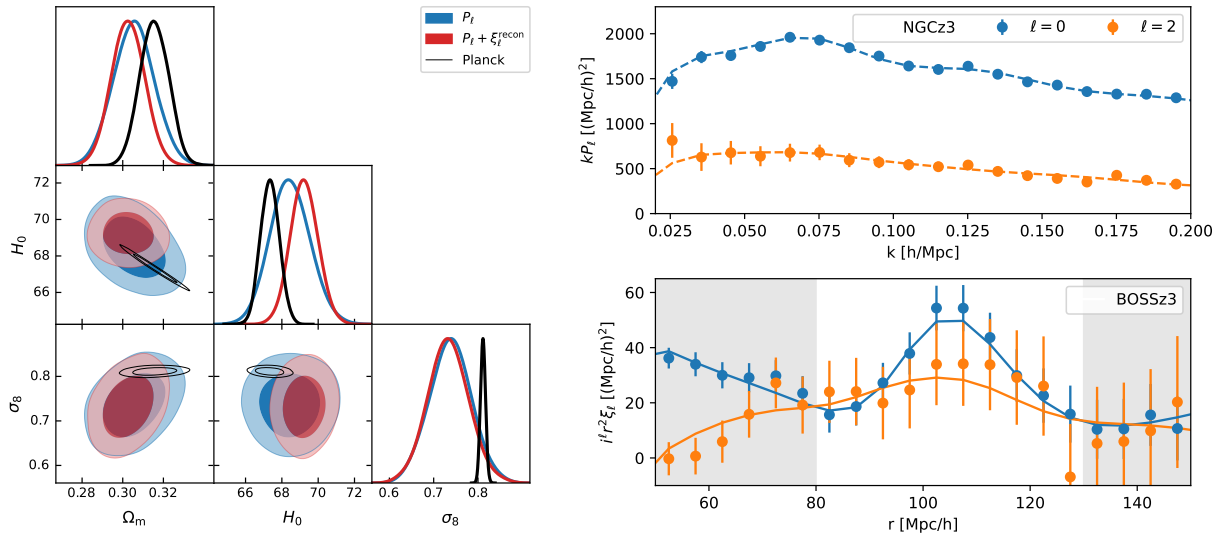 P_ℓ
P_ℓ + ξ_ℓ^recon
Planck
72
70
68
66
H_0
0.8
0.7
0.6
σ_8
0.28 0.30 0.32
66 68 70 72
0.6 0.7 0.8
Ω_m
H_0
σ_8
NGCz3 ℓ = 0 ℓ = 2
2000
1500
1000
500
0
kP_ℓ [(Mpc/h)^2]
0.025 0.050 0.075 0.100 0.125 0.150 0.175 0.200
k [h/Mpc]
BOSSz3
60
40
20
0
i^ℓ r^2 ξ_ℓ [(Mpc/h)^2]
60 80 100 120 140
r [Mpc/h]